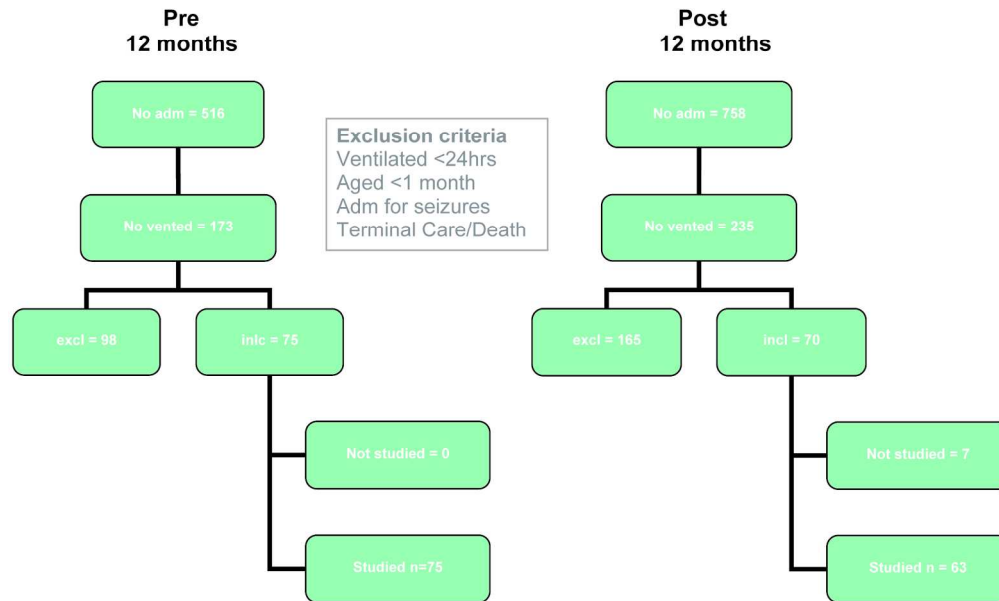 Pre
12 months
No adm = 516
No vented = 173
excl = 98
inlc = 75
Not studied = 0
Studied n=75
Exclusion criteria
Ventilated <24hrs
Aged <1 month
Adm for seizures
Terminal Care/Death
Post
12 months
No adm = 758
No vented = 235
excl = 165
incl = 70
Not studied = 7
Studied n = 63